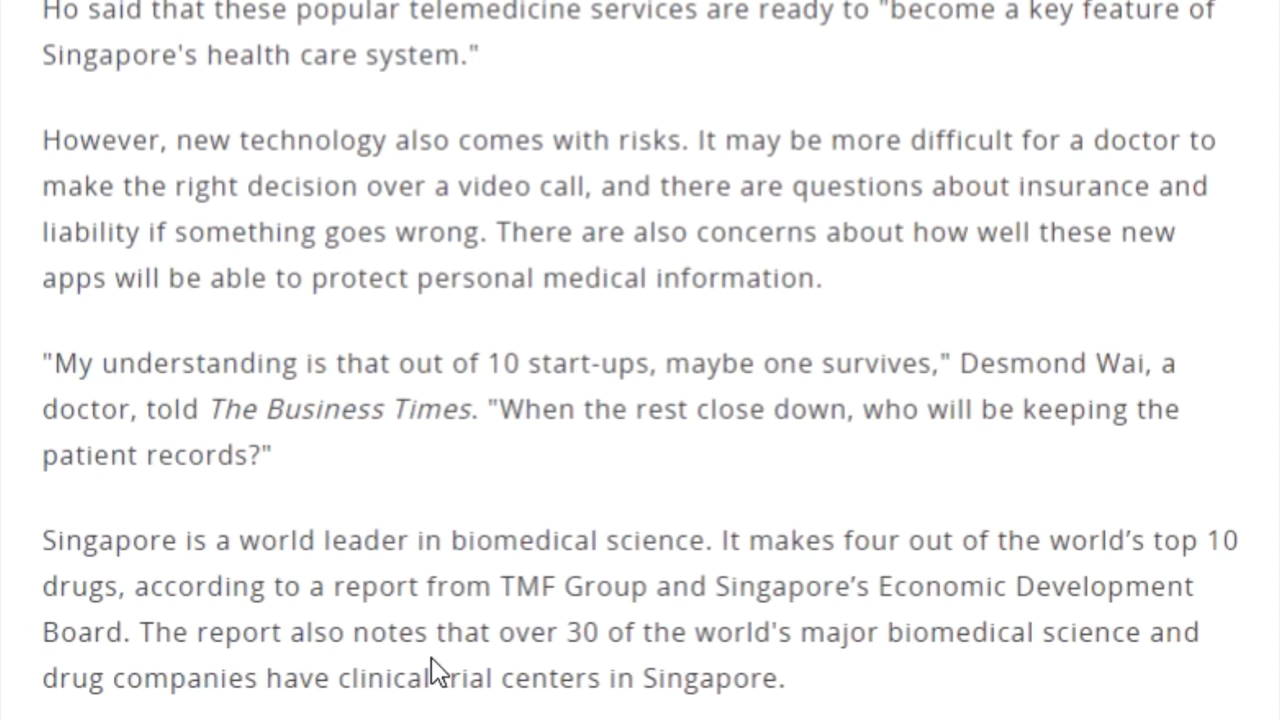 Ho said that these popular telemedicine services are ready to "become a key feature of
Singapore's health care system."
However, new technology also comes with risks. It may be more difficult for a doctor to
make the right decision over a video call, and there are questions about insurance and
liability if something goes wrong. There are also concerns about how well these new
apps will be able to protect personal medical information.
"My understanding is that out of 10 start-ups, maybe one survives," Desmond Wai, a
doctor, told The Business Times. "When the rest close down, who will be keeping the
patient records?"
Singapore is a world leader in biomedical science. It makes four out of the world’s top 10
drugs, according to a report from TMF Group and Singapore’s Economic Development
Board. The report also notes that over 30 of the world's major biomedical science and
drug companies have clinical trial centers in Singapore.